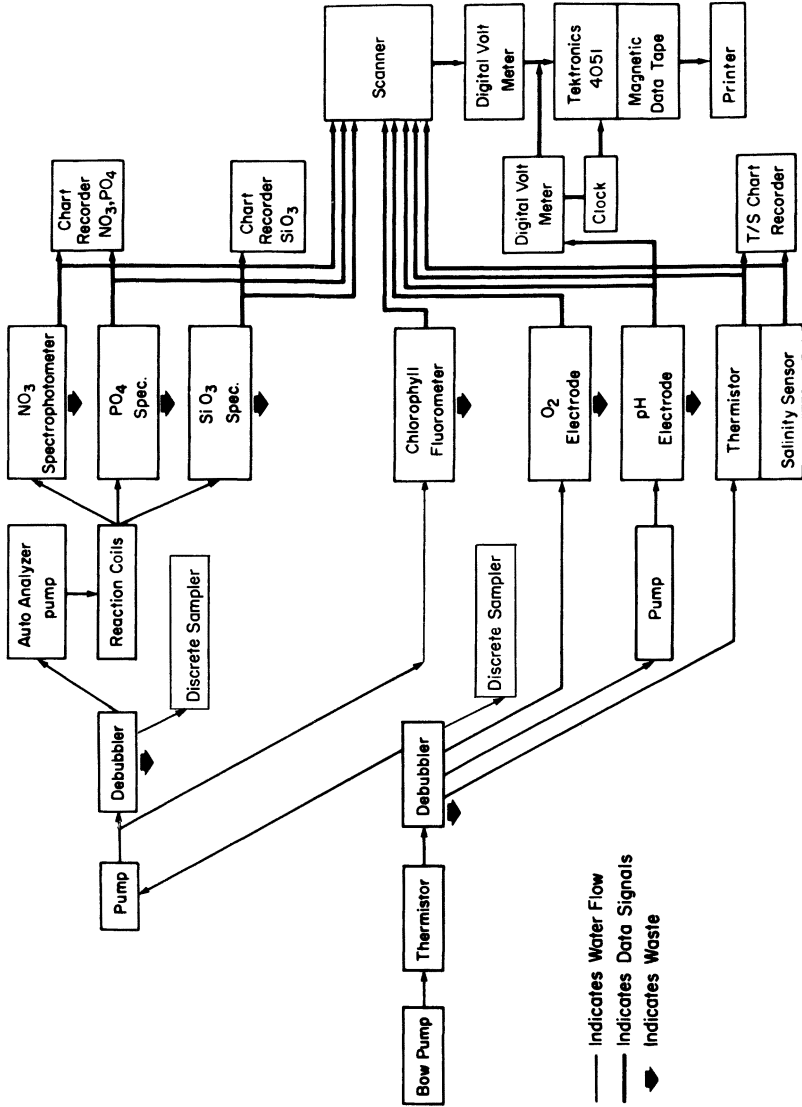 Bow Pump
Thermistor
Debubbler
Discrete Sampler
Pump
Debubbler
Discrete Sampler
Auto Analyzer
pump
Reaction Coils
NO3
Spectrophotometer
PO4
Spec.
SiO3
Spec.
Chlorophyll
Fluorometer
O2
Electrode
Pump
pH
Electrode
Thermistor
Salinity Sensor
Chart
Recorder
NO3,PO4
Chart
Recorder
SiO3
T/S Chart
Recorder
Scanner
Digital Volt
Meter
Digital Volt
Meter
Clock
Tektronics
4051
Magnetic
Data Tape
Printer
Indicates Water Flow
Indicates Data Signals
Indicates Waste